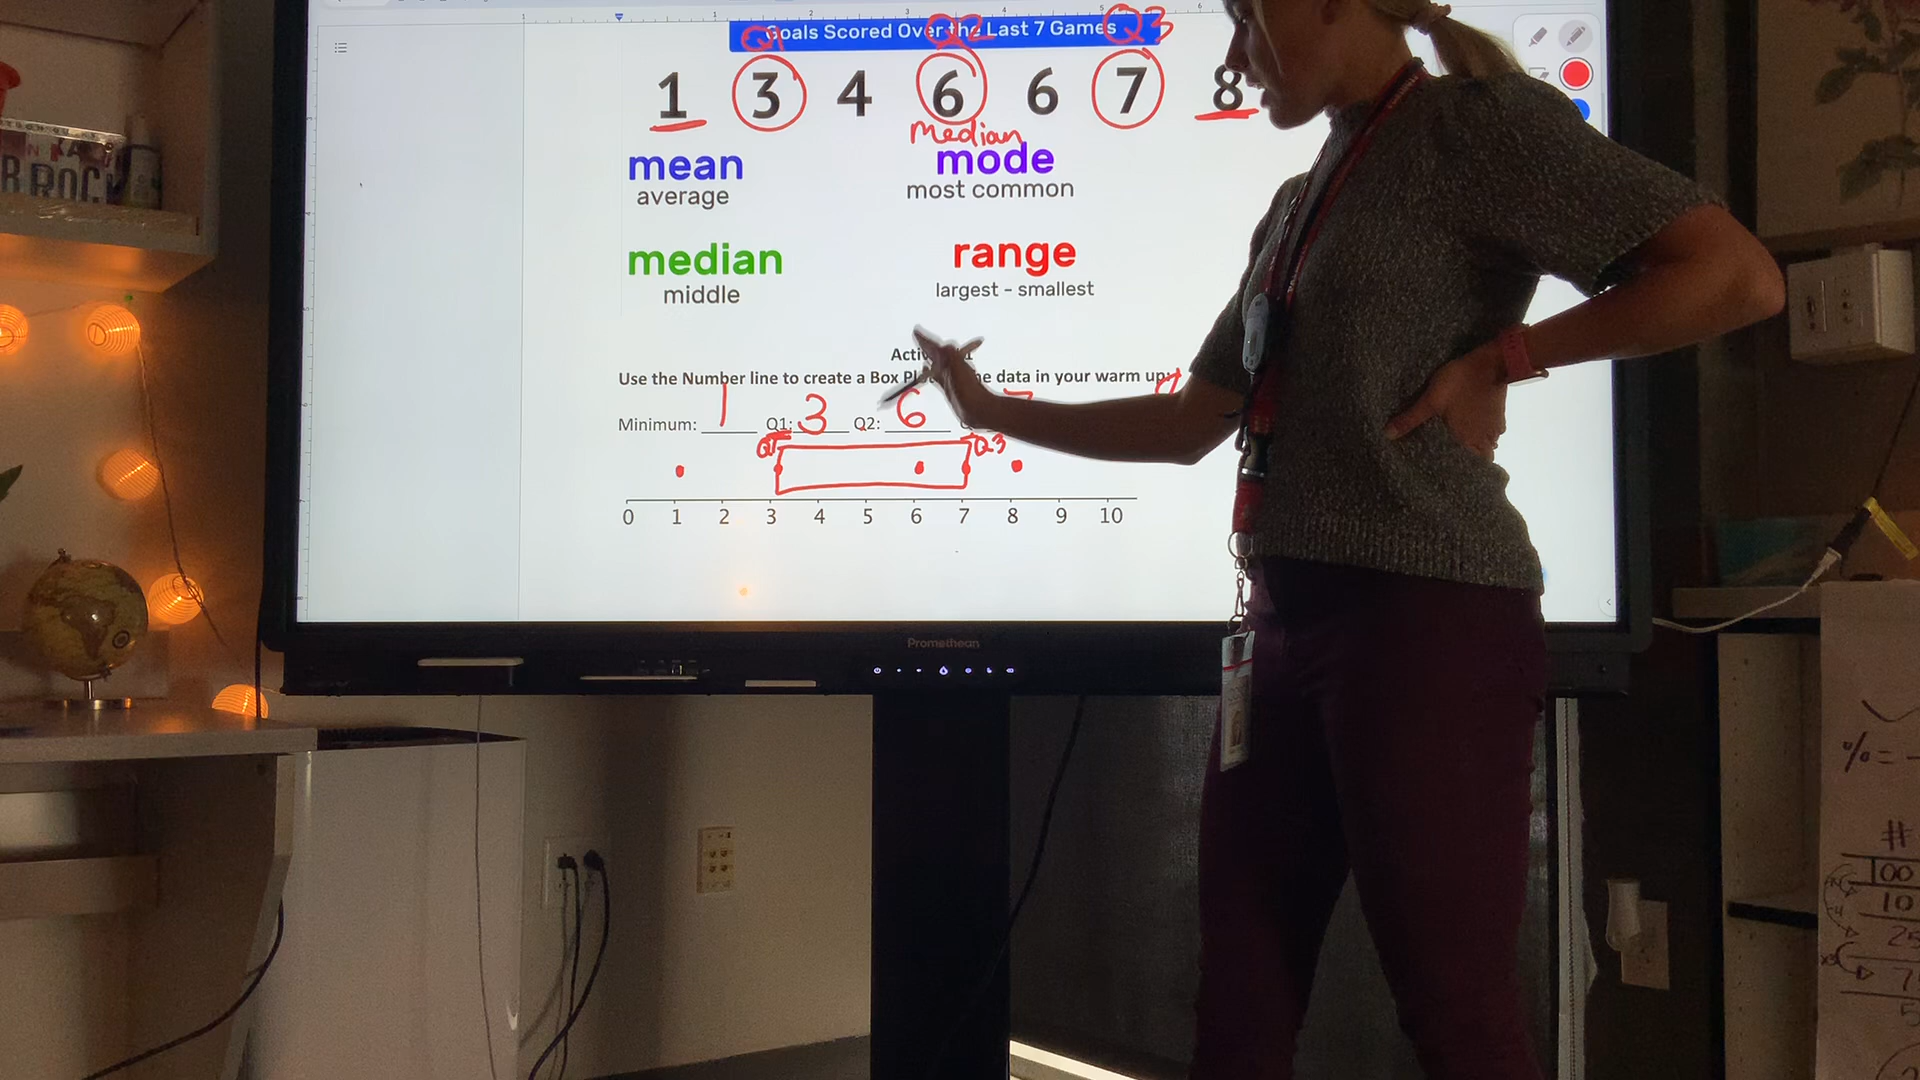 Q1 Q2 Q3
Goals Scored Over the Last 7 Games
1 3 4 6 6 7 8
Median
mean mode
average most common
median range
middle largest - smallest
Use the Number line to create a Box data in your warm up:
Minimum: 1 Q1: 3 Q2: 6
Q1 Q3
0 1 2 3 4 5 6 7 8 9 10
Promethean
%=
#
100
10